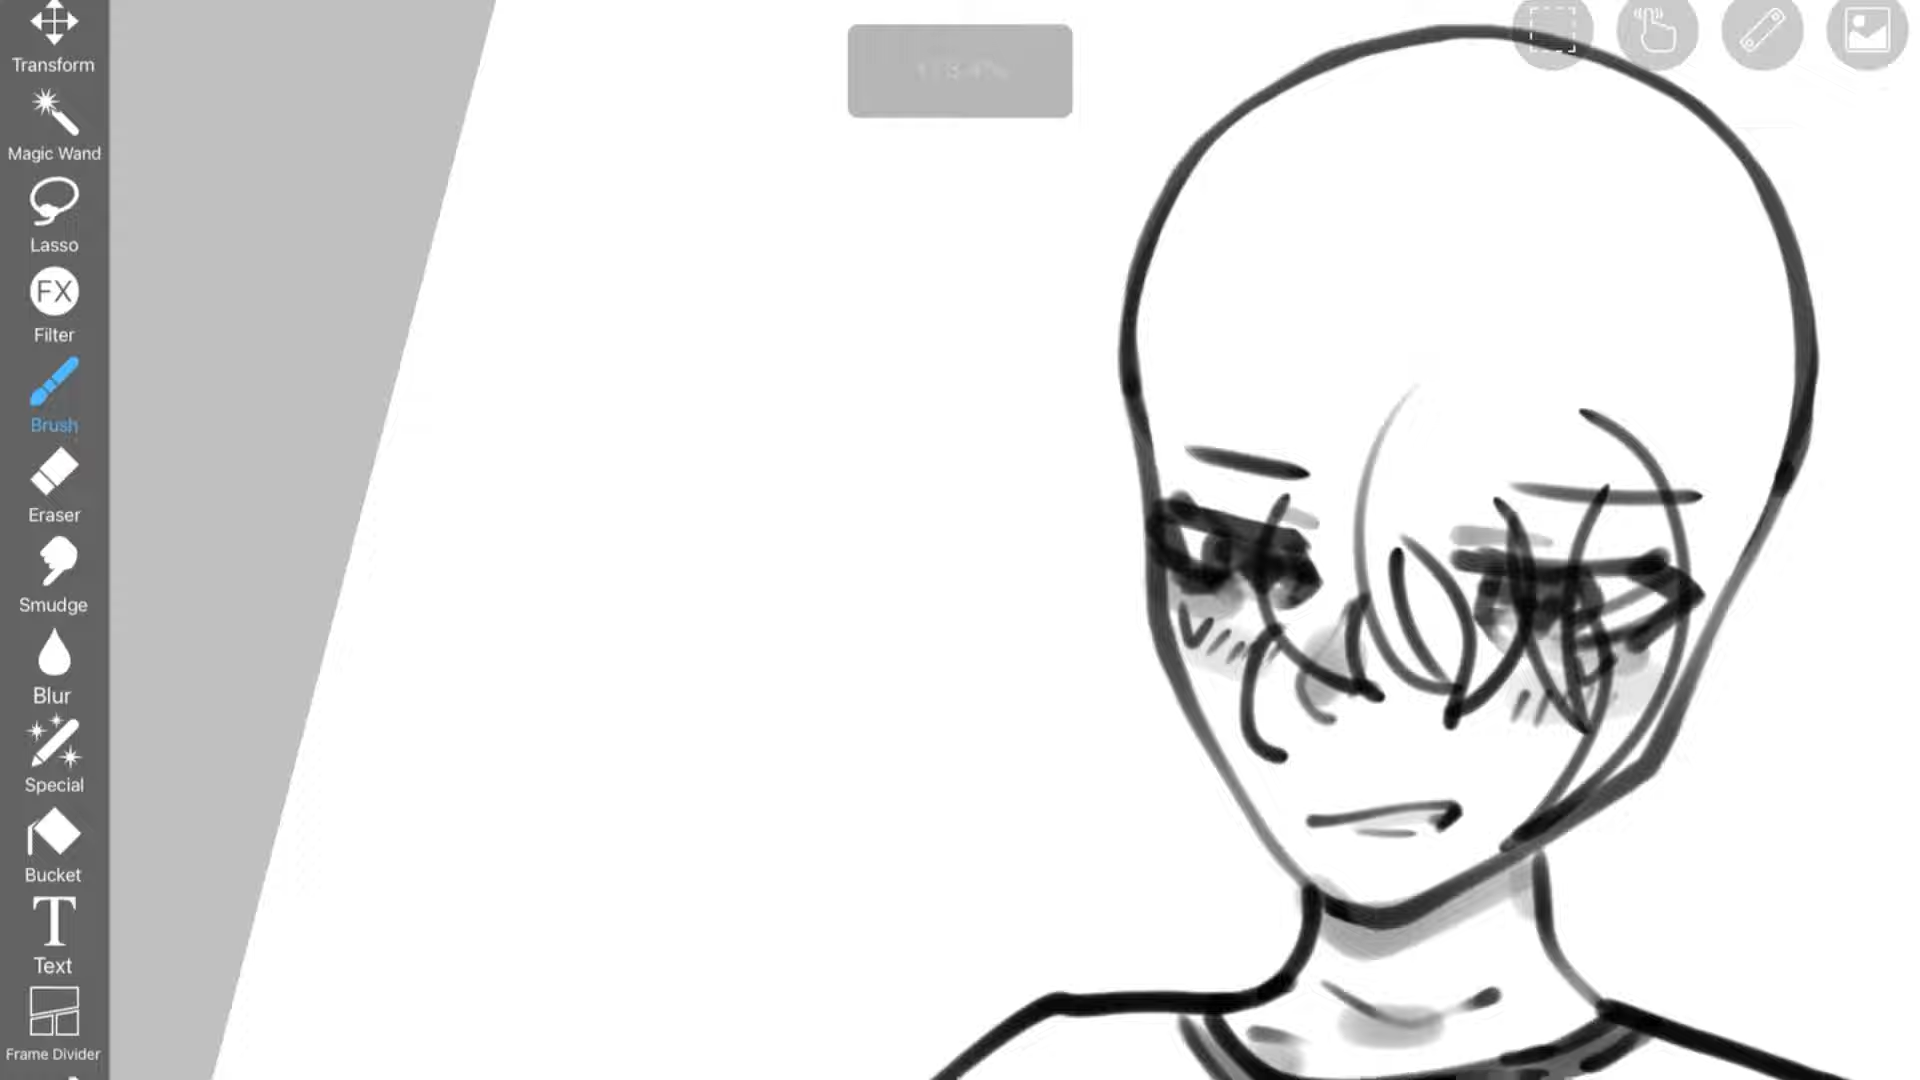 Transform
Magic Wand
Lasso
FX
Filter
Brush
Eraser
Smudge
Blur
Special
Bucket
T
Text
Frame Divider